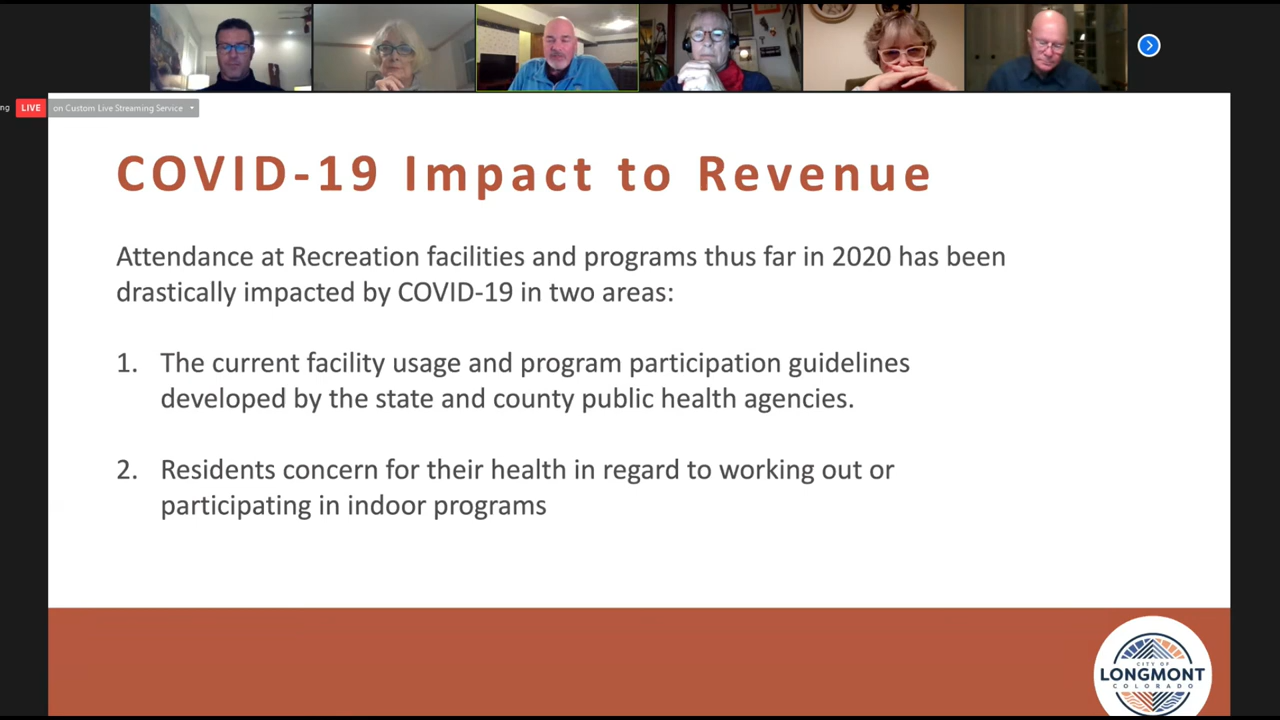 ng
LIVE
on Custom Live Streaming Service
COVID-19 Impact to Revenue
Attendance at Recreation facilities and programs thus far in 2020 has been
drastically impacted by COVID-19 in two areas:
1. The current facility usage and program participation guidelines
developed by the state and county public health agencies.
2. Residents concern for their health in regard to working out or
participating in indoor programs
CITY OF
LONGMONT
COLORADO